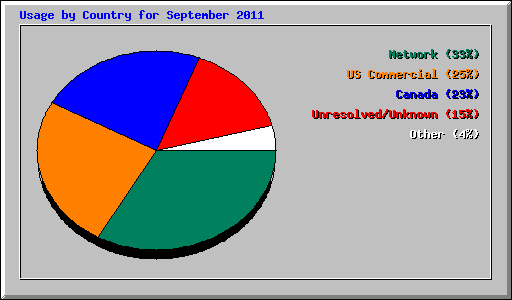 Usage by Country for September 2011
Network (33%)
US Commercial (25%)
Canada (23%)
Unresolved/Unknown (15%)
Other (4%)